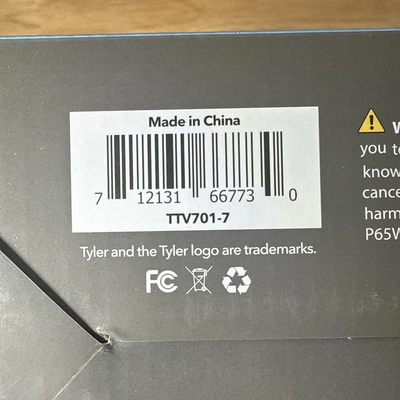 Made in China
7 12131 66773 0
TTV701-7
Tyler and the Tyler logo are trademarks.
FC
you
know
cance
harm
P65W